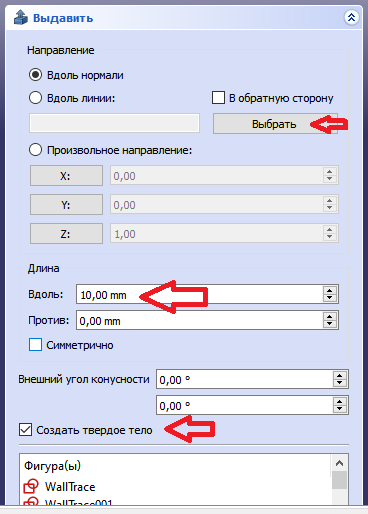 Выдавить
Направление
Вдоль нормали
Вдоль линии:
В обратную сторону
Выбрать
Произвольное направление:
X: 0,00
Y: 0,00
Z: 1,00
Длина
Вдоль: 10,00 mm
Против: 0,00 mm
Симметрично
Внешний угол конусности 0,00 °
0,00 °
Создать твердое тело
Фигура(ы)
WallTrace
WallTrace001